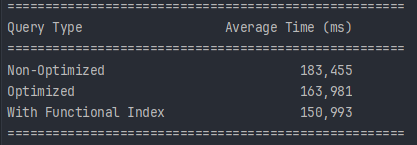 =====================================================
Query Type               Average Time (ms)
=====================================================
Non-Optimized                      183,455
Optimized                          163,981
With Functional Index              150,993
=====================================================